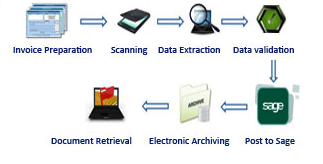 Invoice Preparation
Scanning
Data Extraction
Data validation
ARCHIVE
sage
Document Retrieval
Electronic Archiving
Post to Sage